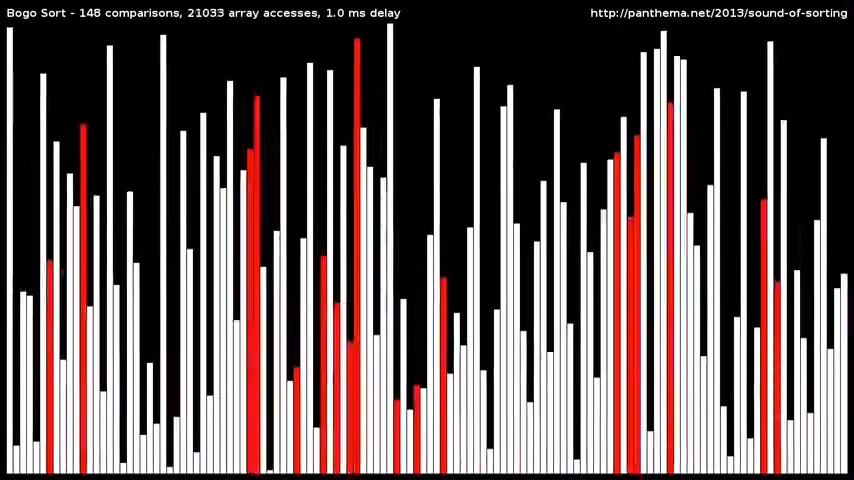 Bogo Sort - 148 comparisons, 21033 array accesses, 1.0 ms delay
http://panthema.net/2013/sound-of-sorting